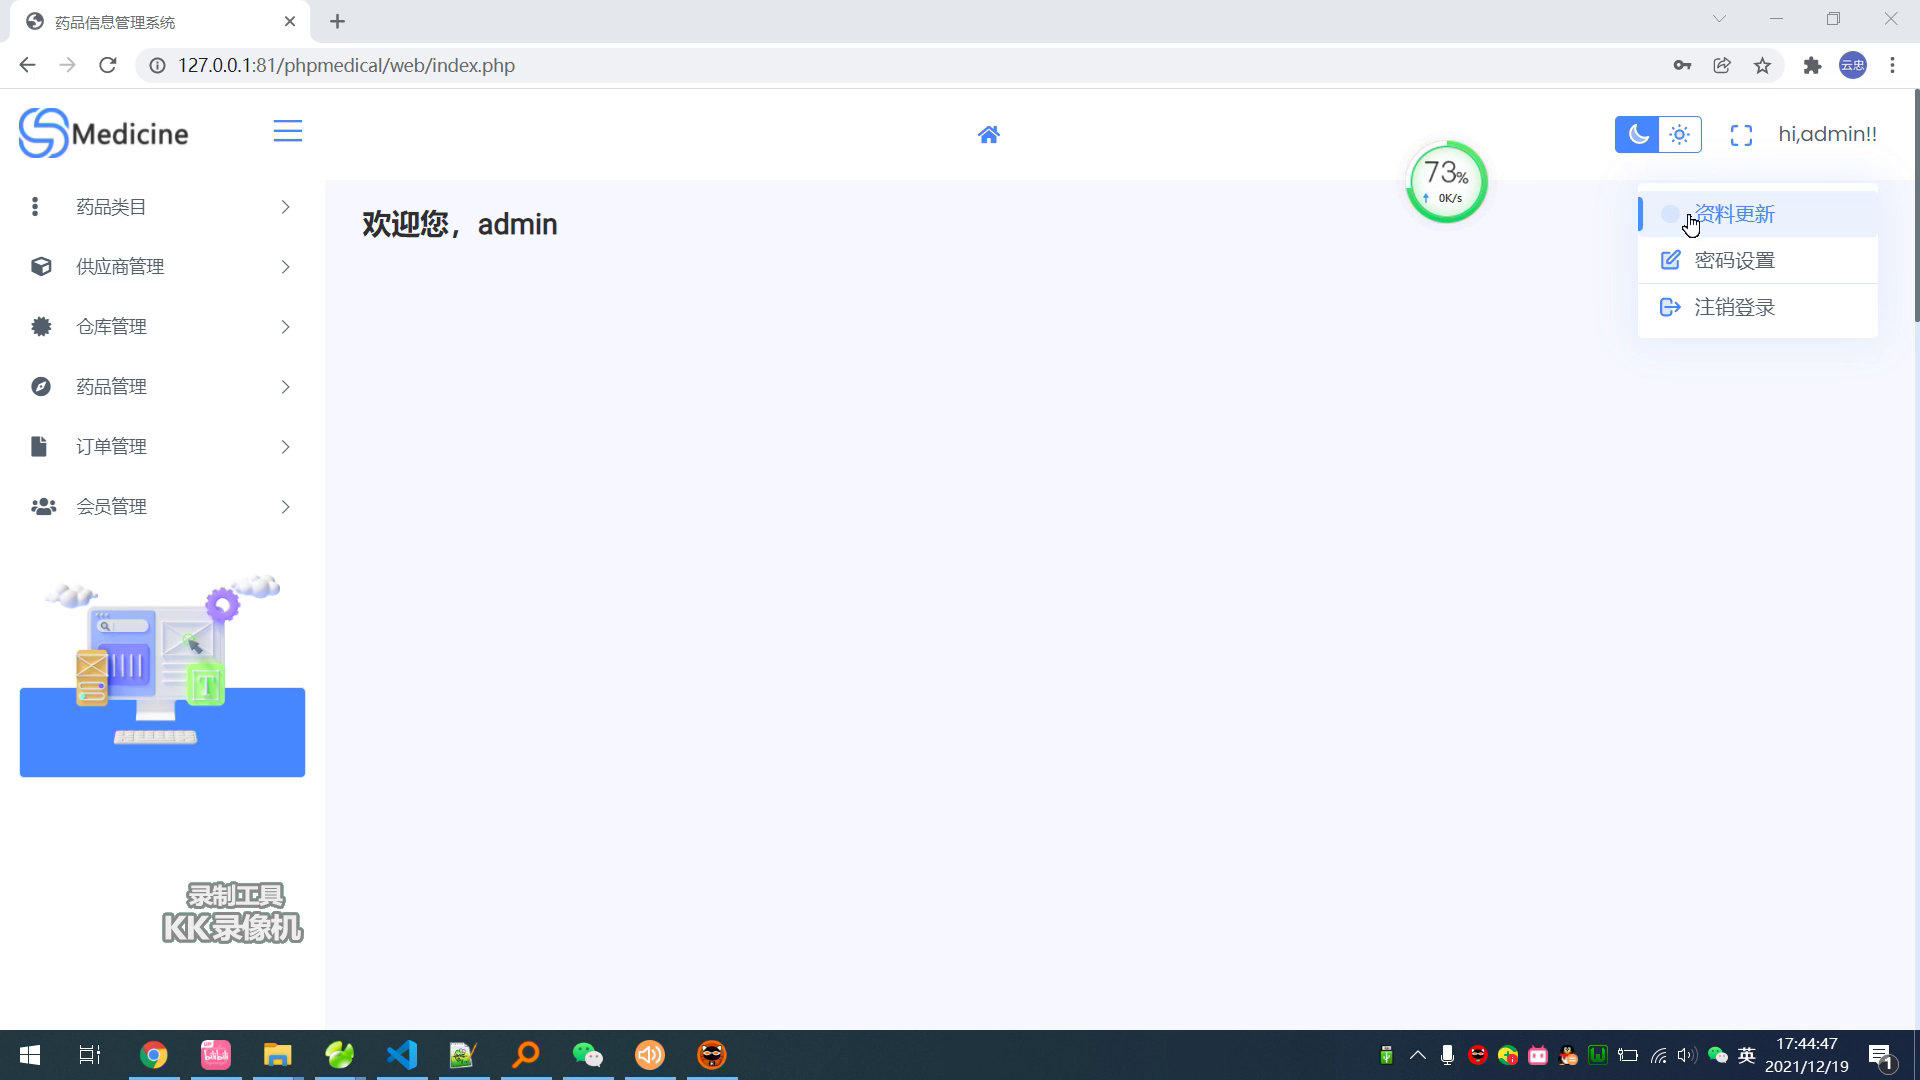 药品信息管理系统
127.0.0.1:81/phpmedical/web/index.php
云忠
Medicine
hi,admin!!
73%
0K/s
药品类目
供应商管理
仓库管理
药品管理
订单管理
会员管理
欢迎您，admin
资料更新
密码设置
注销登录
T
录制工具
KK录像机
bilibili
英
17:44:47
2021/12/19
1